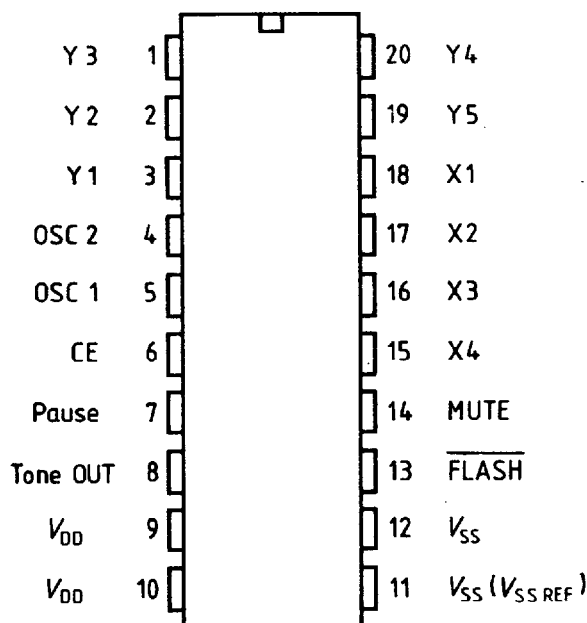 Y3 1 20 Y4
Y2 2 19 Y5
Y1 3 18 X1
OSC 2 4 17 X2
OSC 1 5 16 X3
CE 6 15 X4
Pause 7 14 MUTE
Tone OUT 8 13 FLASH
VDD 9 12 VSS
VDD 10 11 VSS (VSS REF)